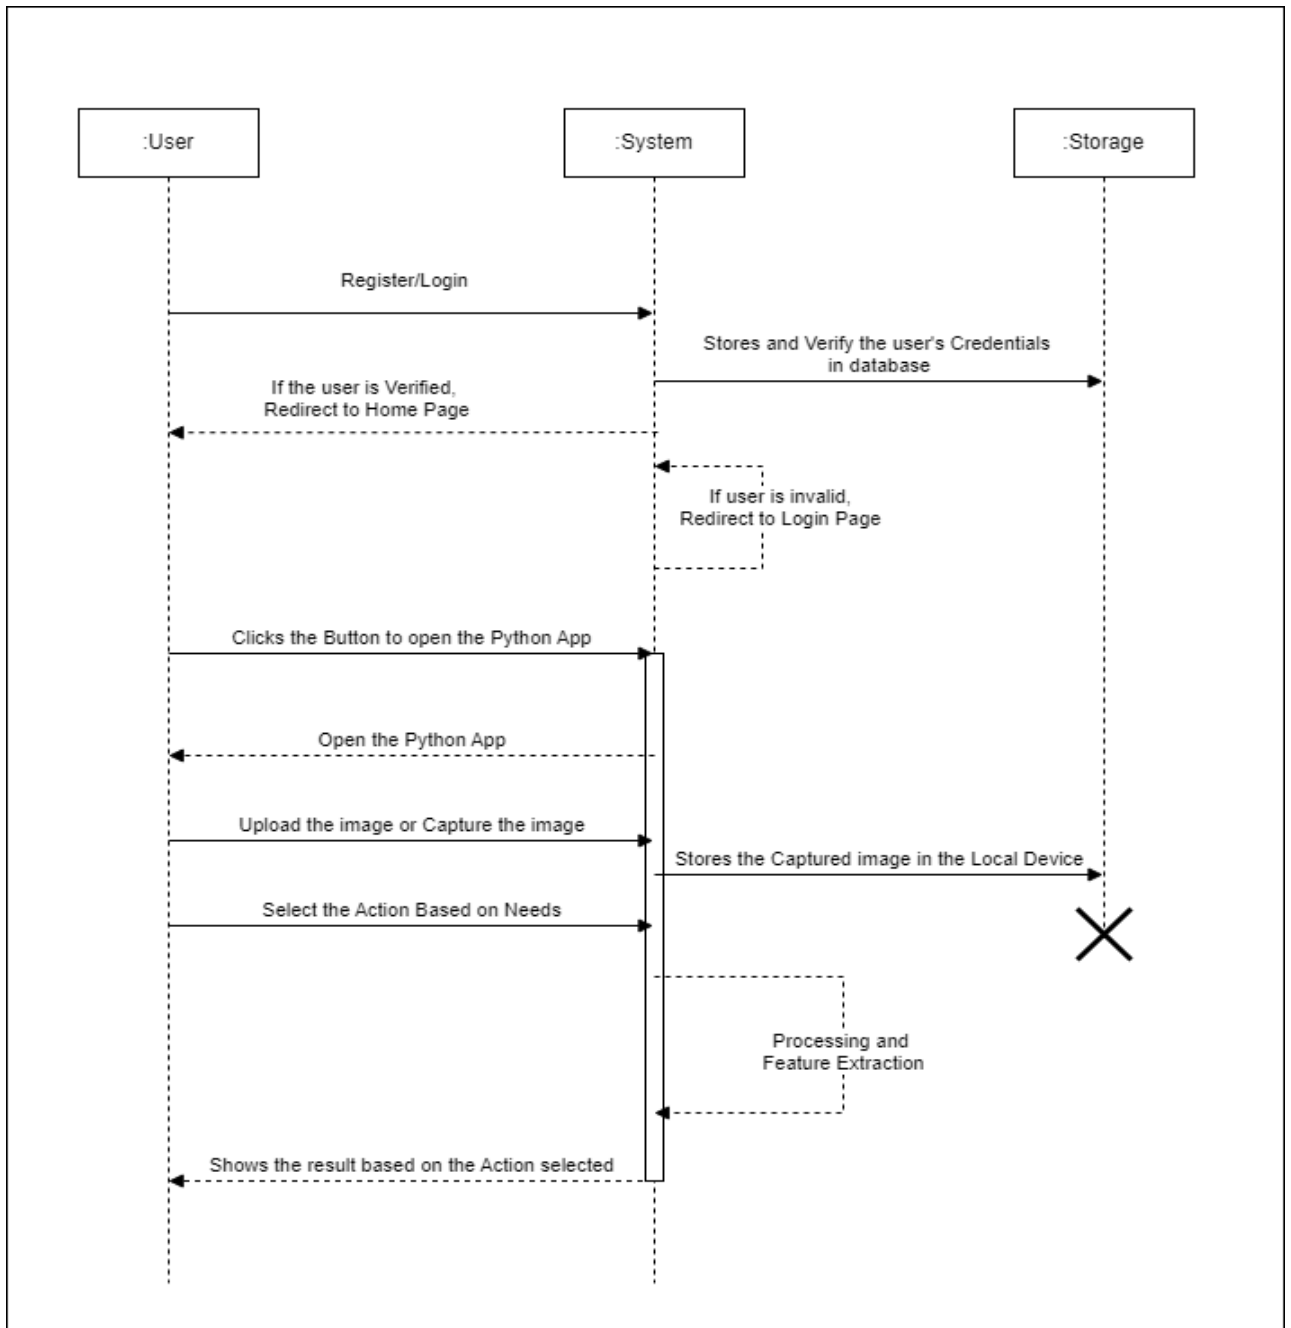 :User
:System
:Storage
Register/Login
Stores and Verify the user's Credentials
in database
If the user is Verified,
Redirect to Home Page
If user is invalid,
Redirect to Login Page
Clicks the Button to open the Python App
Open the Python App
Upload the image or Capture the image
Stores the Captured image in the Local Device
Select the Action Based on Needs
Processing and
Feature Extraction
Shows the result based on the Action selected